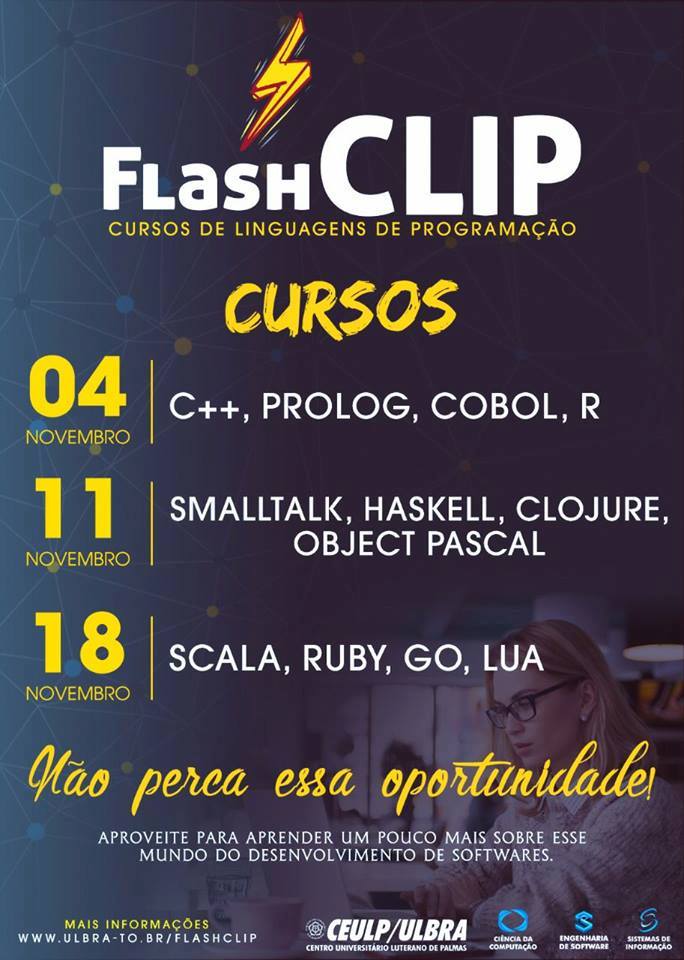 FLASHCLIP
CURSOS DE LINGUAGENS DE PROGRAMAÇÃO
CURSOS
04
NOVEMBRO
C++, PROLOG, COBOL, R
11
NOVEMBRO
SMALLTALK, HASKELL, CLOJURE,
OBJECT PASCAL
18
NOVEMBRO
SCALA, RUBY, GO, LUA
Não perca essa oportunidade!
APROVEITE PARA APRENDER UM POUCO MAIS SOBRE ESSE
MUNDO DO DESENVOLVIMENTO DE SOFTWARES.
MAIS INFORMAÇÕES
WWW.ULBRA-TO.BR/FLASHCLIP
CEULP/ULBRA
CENTRO UNIVERSITÁRIO LUTERANO DE PALMAS
CIÊNCIA DA
COMPUTAÇÃO
ENGENHARIA
DE SOFTWARE
SISTEMAS DE
INFORMAÇÃO